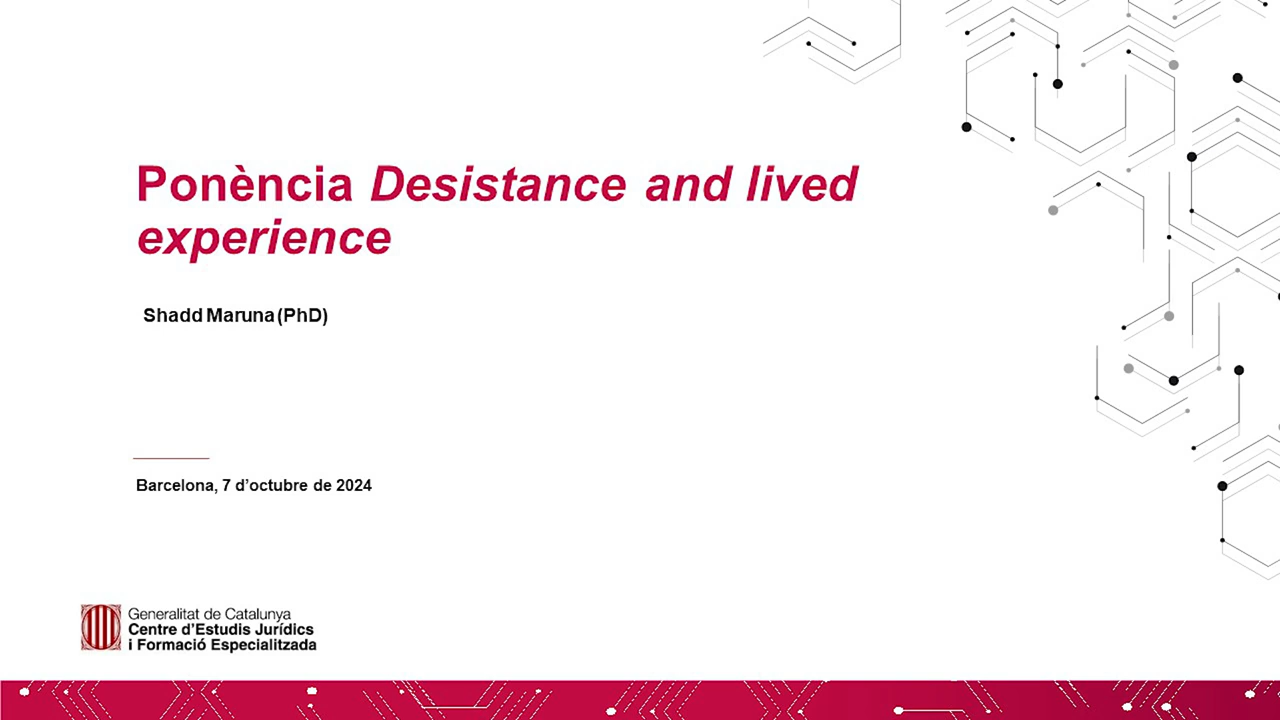 Ponència Desistance and lived
experience
Shadd Maruna (PhD)
Barcelona, 7 d’octubre de 2024
Generalitat de Catalunya
Centre d’Estudis Jurídics
i Formació Especialitzada